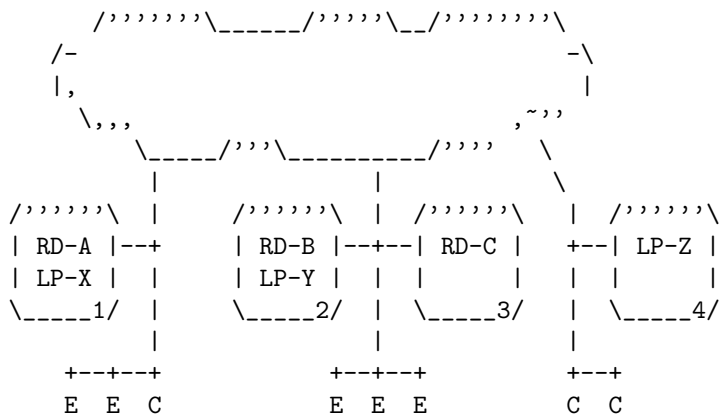 RD-A RD-B RD-C LP-Z
LP-X LP-Y
1 2 3 4
E E C E E E C C